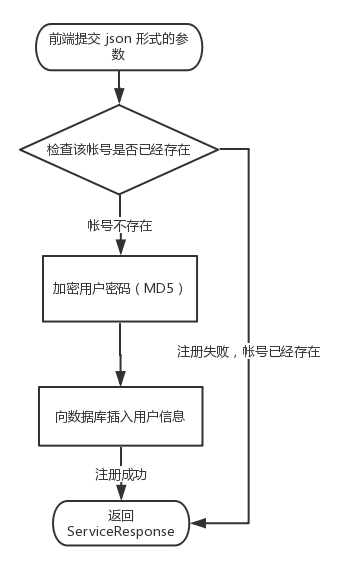 前端提交 json 形式的参
数
检查该帐号是否已经存在
帐号不存在
加密用户密码（MD5）
注册失败，帐号已经存在
向数据库插入用户信息
注册成功
返回
ServiceResponse